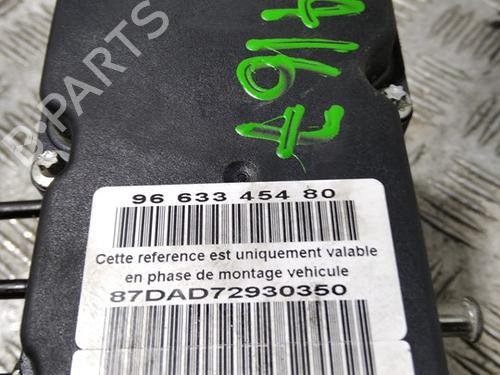 B-PARTS
96 633 454 80
Cette reference est uniquement valable
en phase de montage vehicule
87DAD72930350